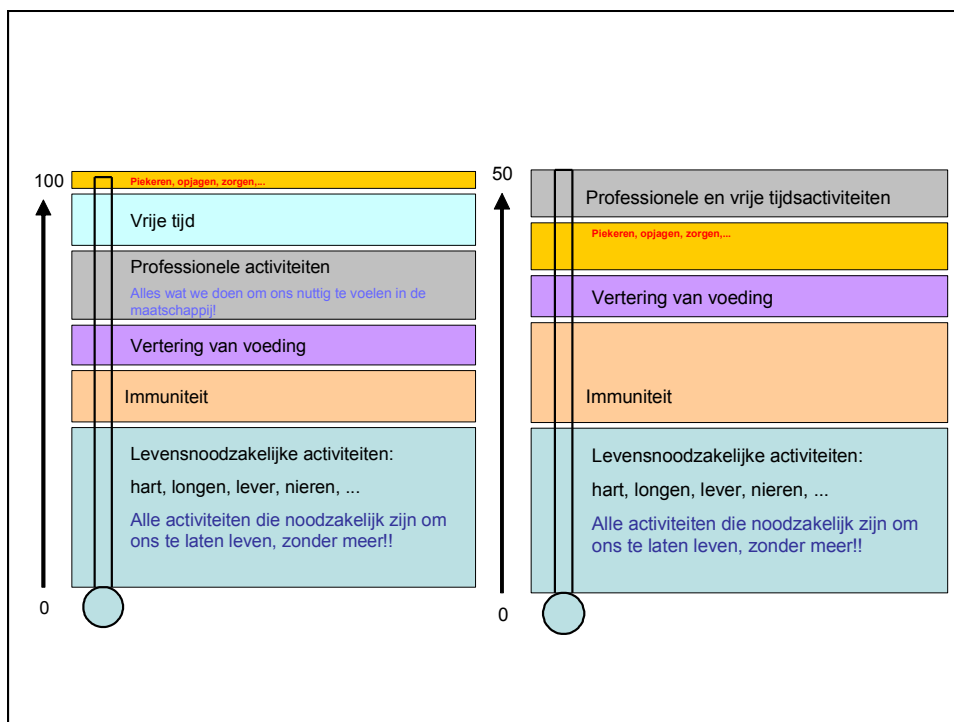 100
Piekeren, opjagen, zorgen,...
Vrije tijd
Professionele activiteiten
Alles wat we doen om ons nuttig te voelen in de
maatschappij!
Vertering van voeding
Immuniteit
Levensnoodzakelijke activiteiten:
hart, longen, lever, nieren, ...
Alle activiteiten die noodzakelijk zijn om
ons te laten leven, zonder meer!!
0
50
Professionele en vrije tijdsactiviteiten
Piekeren, opjagen, zorgen,...
Vertering van voeding
Immuniteit
Levensnoodzakelijke activiteiten:
hart, longen, lever, nieren, ...
Alle activiteiten die noodzakelijk zijn om
ons te laten leven, zonder meer!!
0